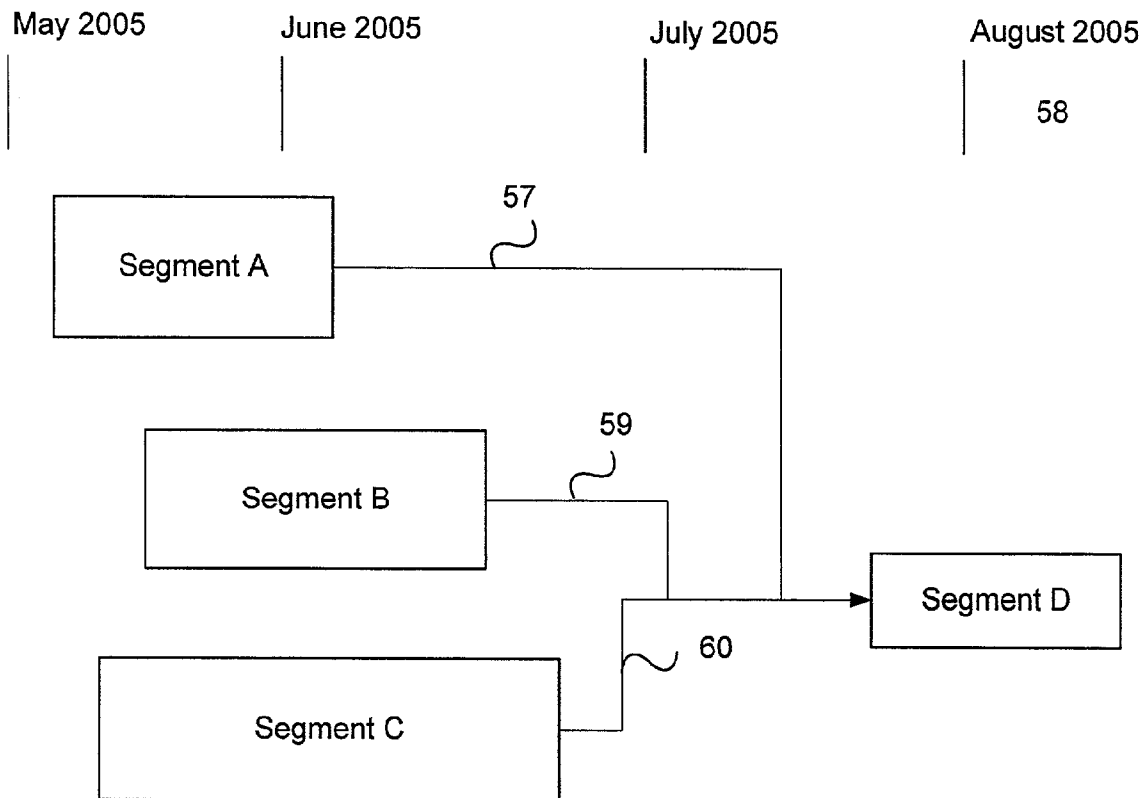 May 2005
June 2005
July 2005
August 2005
58
57
Segment A
59
Segment B
Segment D
60
Segment C